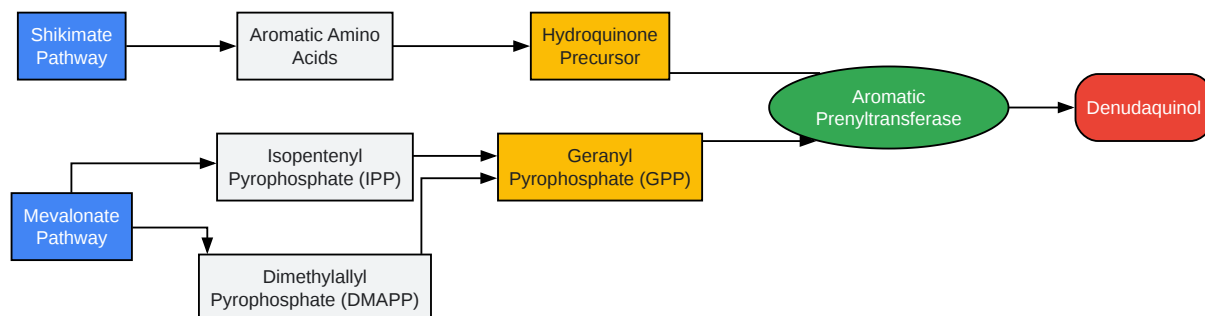 Shikimate
Pathway
Aromatic Amino
Acids
Hydroquinone
Precursor
Aromatic
Prenyltransferase
Denudaquinol
Isopentenyl
Pyrophosphate (IPP)
Geranyl
Pyrophosphate (GPP)
Mevalonate
Pathway
Dimethylallyl
Pyrophosphate (DMAPP)